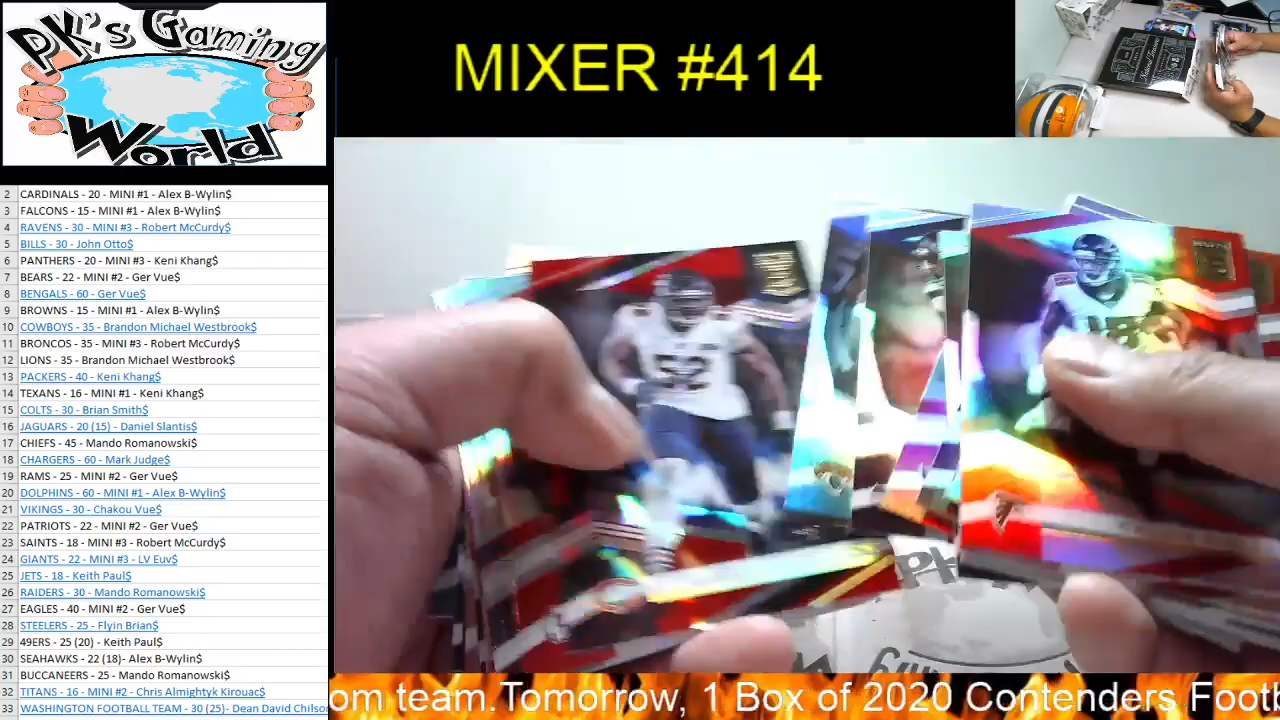 PK's Gaming
World
MIXER #414
2 CARDINALS - 20 - MINI #1 - Alex B-Wylin$
3 FALCONS - 15 - MINI #1 - Alex B-Wylin$
4 RAVENS - 30 - MINI #3 - Robert McCurdy$
5 BILLS - 30 - John Otto$
6 PANTHERS - 20 - MINI #3 - Keni Khang$
7 BEARS - 22 - MINI #2 - Ger Vue$
8 BENGALS - 60 - Ger Vue$
9 BROWNS - 15 - MINI #1 - Alex B-Wylin$
10 COWBOYS - 35 - Brandon Michael Westbrook$
11 BRONCOS - 35 - MINI #3 - Robert McCurdy$
12 LIONS - 35 - Brandon Michael Westbrook$
13 PACKERS - 40 - Keni Khang$
14 TEXANS - 16 - MINI #1 - Keni Khang$
15 COLTS - 30 - Brian Smith$
16 JAGUARS - 20 (15) - Daniel Slantis$
17 CHIEFS - 45 - Mando Romanowski$
18 CHARGERS - 60 - Mark Judge$
19 RAMS - 25 - MINI #2 - Ger Vue$
20 DOLPHINS - 60 - MINI #1 - Alex B-Wylin$
21 VIKINGS - 30 - Chakou Vue$
22 PATRIOTS - 22 - MINI #2 - Ger Vue$
23 SAINTS - 18 - MINI #3 - Robert McCurdy$
24 GIANTS - 22 - MINI #3 - LV Euv$
25 JETS - 18 - Keith Paul$
26 RAIDERS - 30 - Mando Romanowski$
27 EAGLES - 40 - MINI #2 - Ger Vue$
28 STEELERS - 25 - Flyin Brian$
29 49ERS - 25 (20) - Keith Paul$
30 SEAHAWKS - 22 (18)- Alex B-Wylin$
31 BUCCANEERS - 25 - Mando Romanowski$
32 TITANS - 16 - MINI #2 - Chris Almightyk Kirouac$
33 WASHINGTON FOOTBALL TEAM - 30 (25)- Dean David Chilso
52
PK
om team.Tomorrow, 1 Box of 2020 Contenders Footb